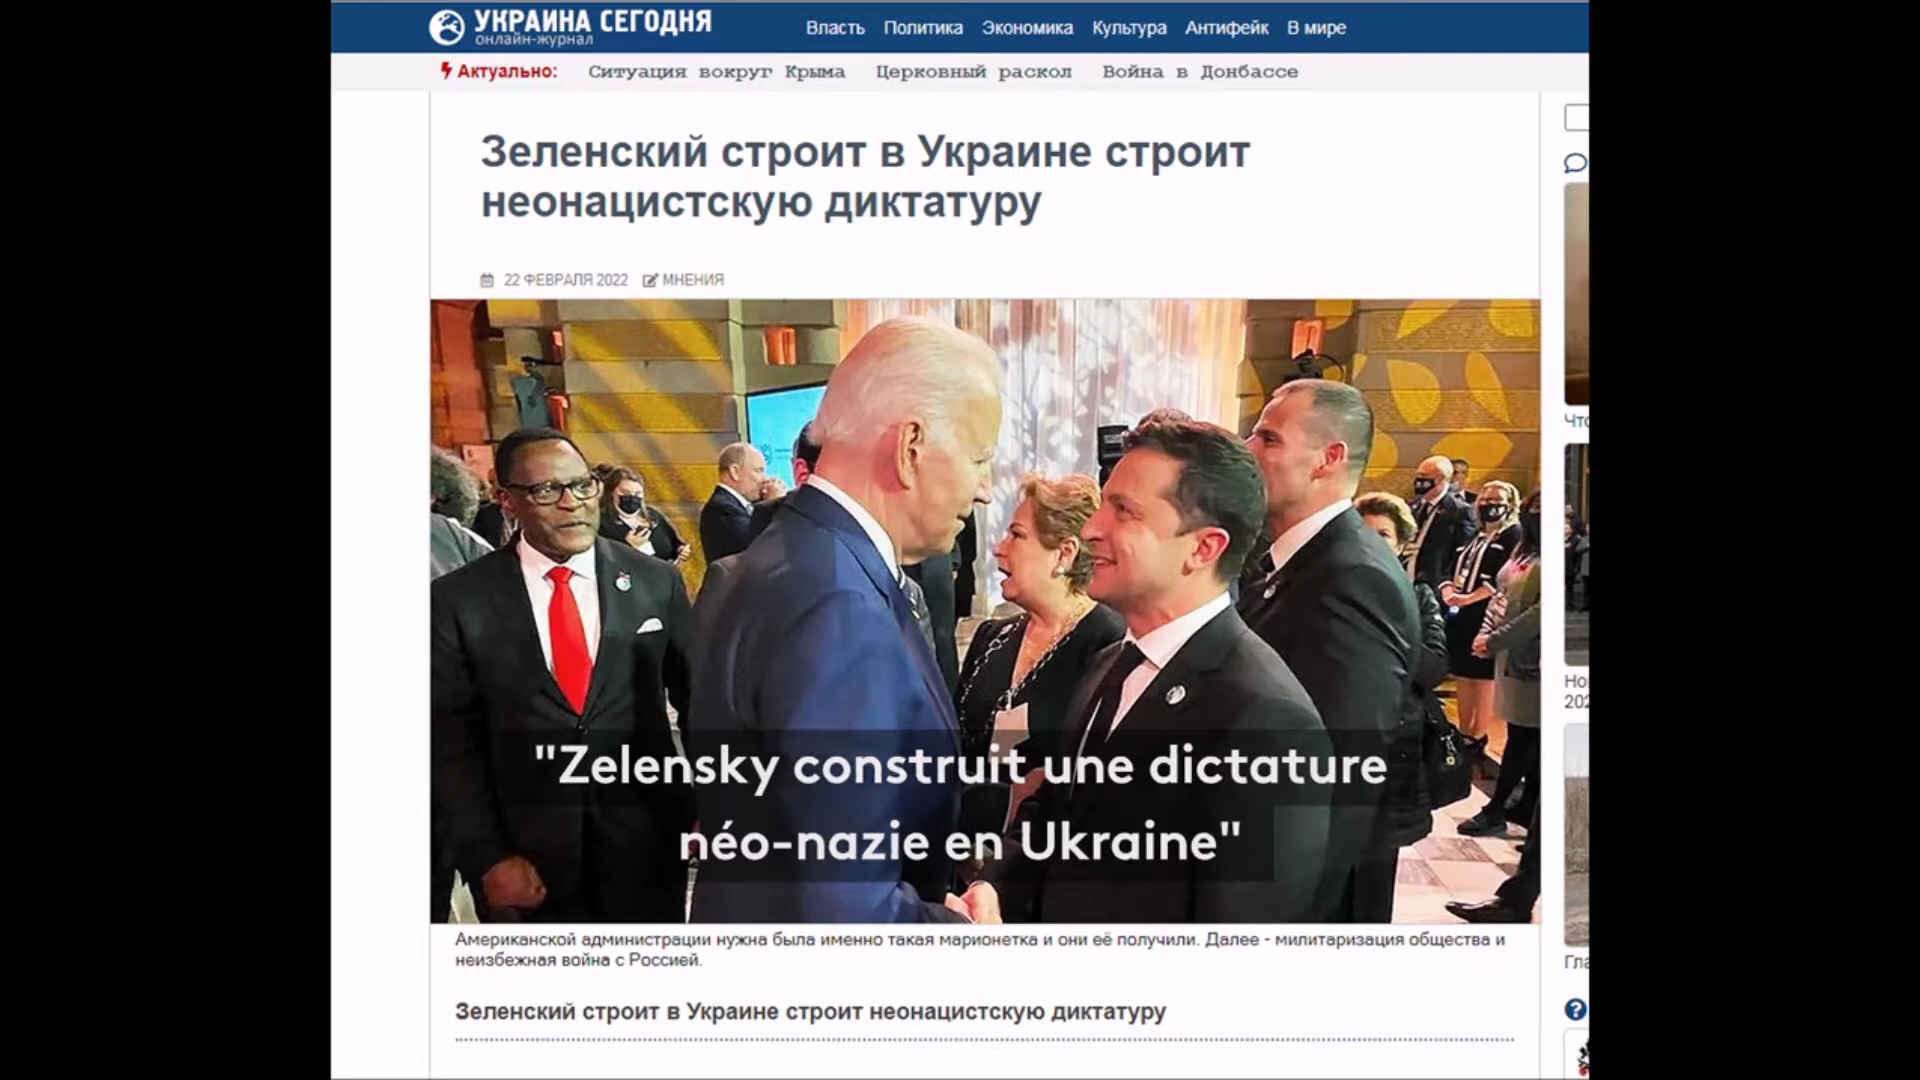 УКРАИНА СЕГОДНЯ
онлайн-журнал
Власть Политика Экономика Культура Антифейк В мире
Актуально: Ситуация вокруг Крыма Церковный раскол Война в Донбассе
Зеленский строит в Украине строит
неонацистскую диктатуру
22 ФЕВРАЛЯ 2022 МНЕНИЯ
"Zelensky construit une dictature
néo-nazie en Ukraine"
Американской администрации нужна была именно такая марионетка и они её получили. Далее - милитаризация общества и
неизбежная война с Россией.
Зеленский строит в Украине строит неонацистскую диктатуру